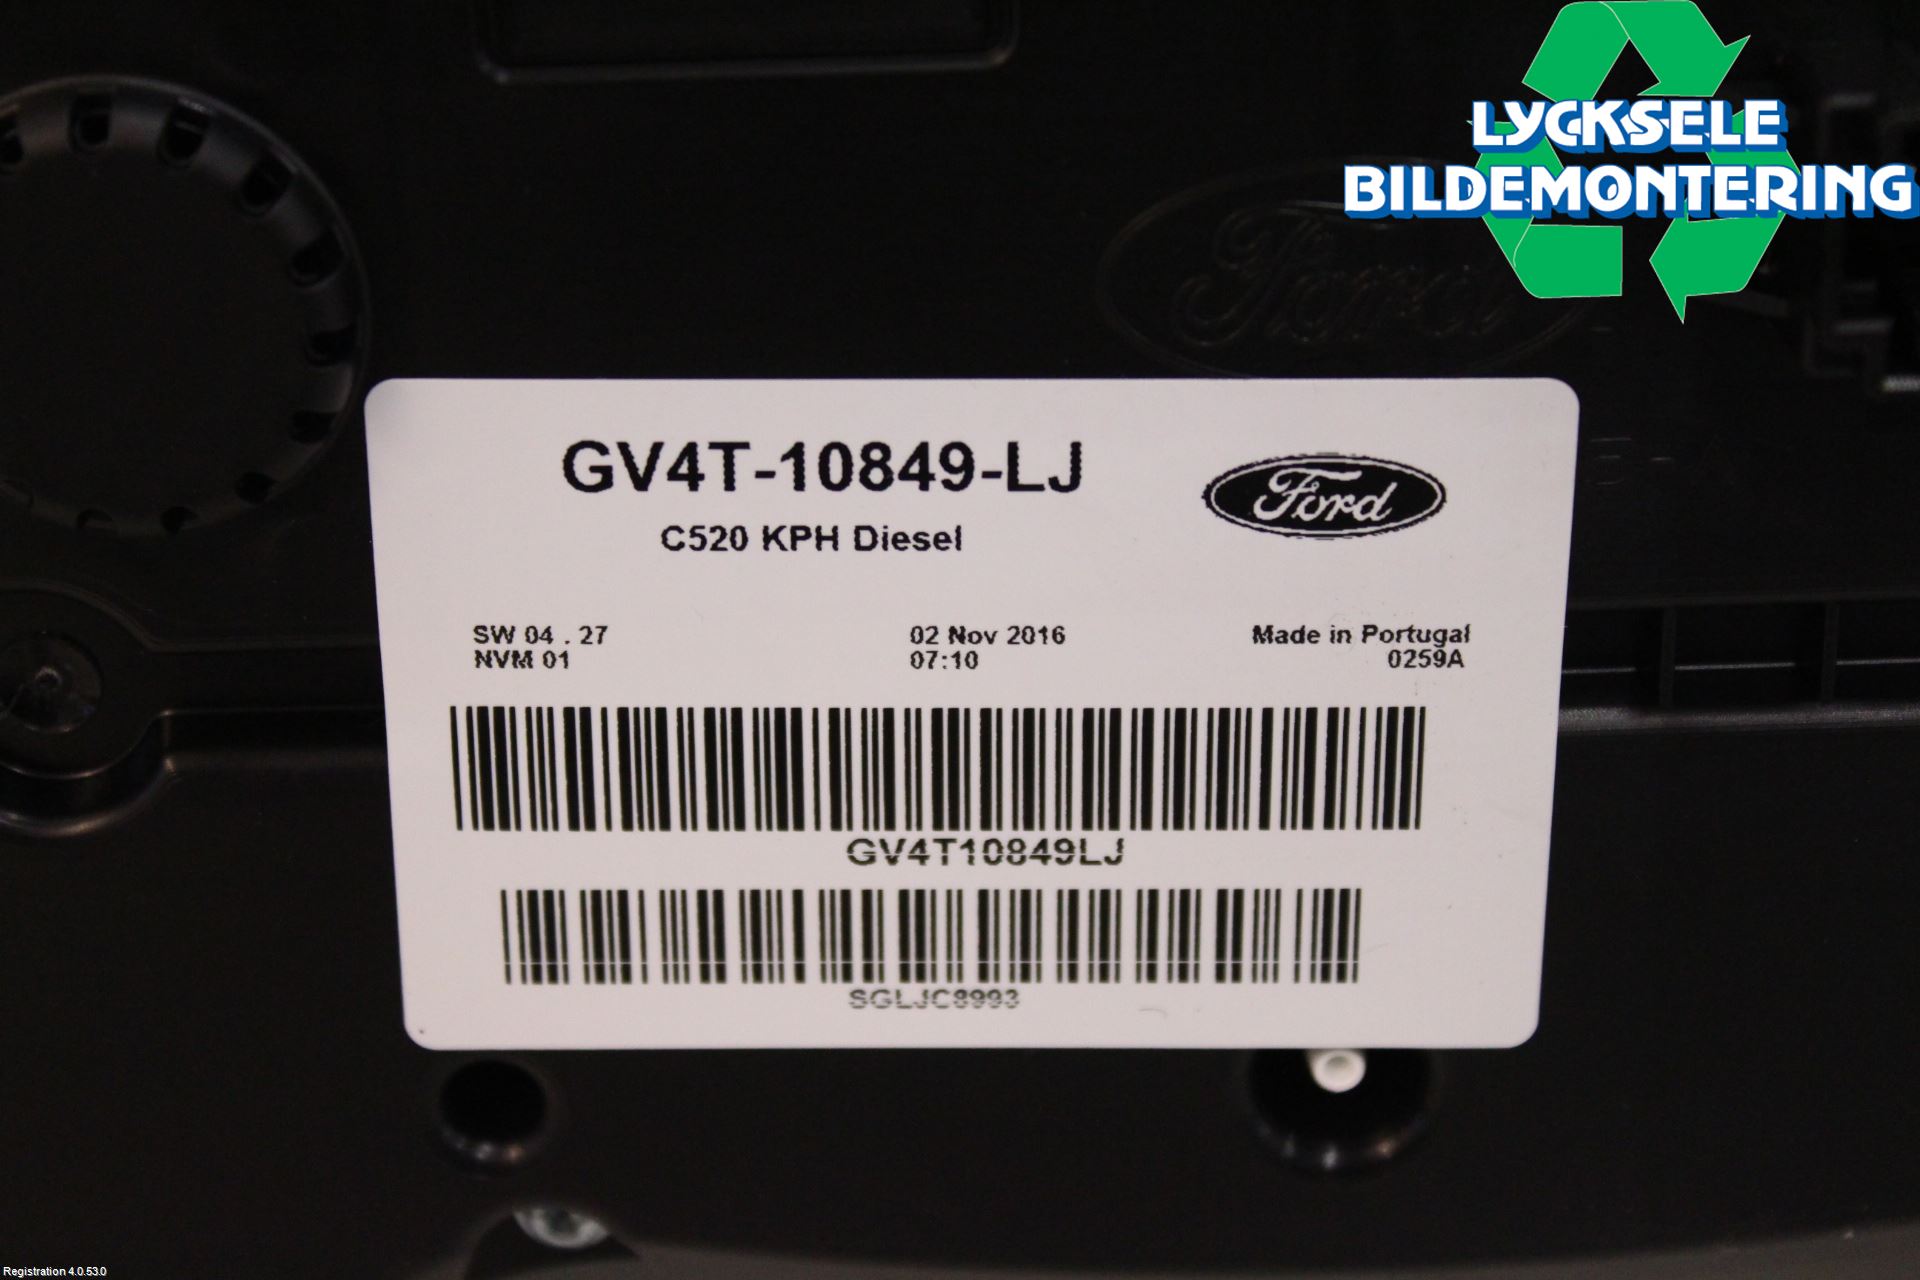 LYCKSELE
BILDEMONTERING
Ford
GV4T-10849-LJ
Ford
C520 KPH Diesel
SW 04 . 27
02 Nov 2016
Made in Portugal
NVM 01
07:10
0259A
GV4T10849LJ
SGLJC8993
Registration 4.0.53.0